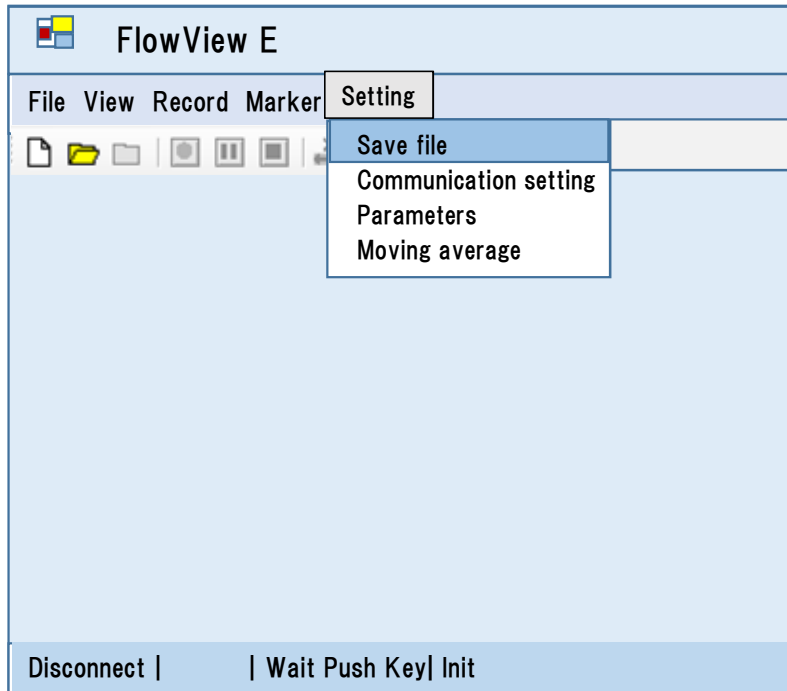 FlowView E
File View Record Marker Setting
Save file
Communication setting
Parameters
Moving average
Disconnect | | Wait Push Key| Init